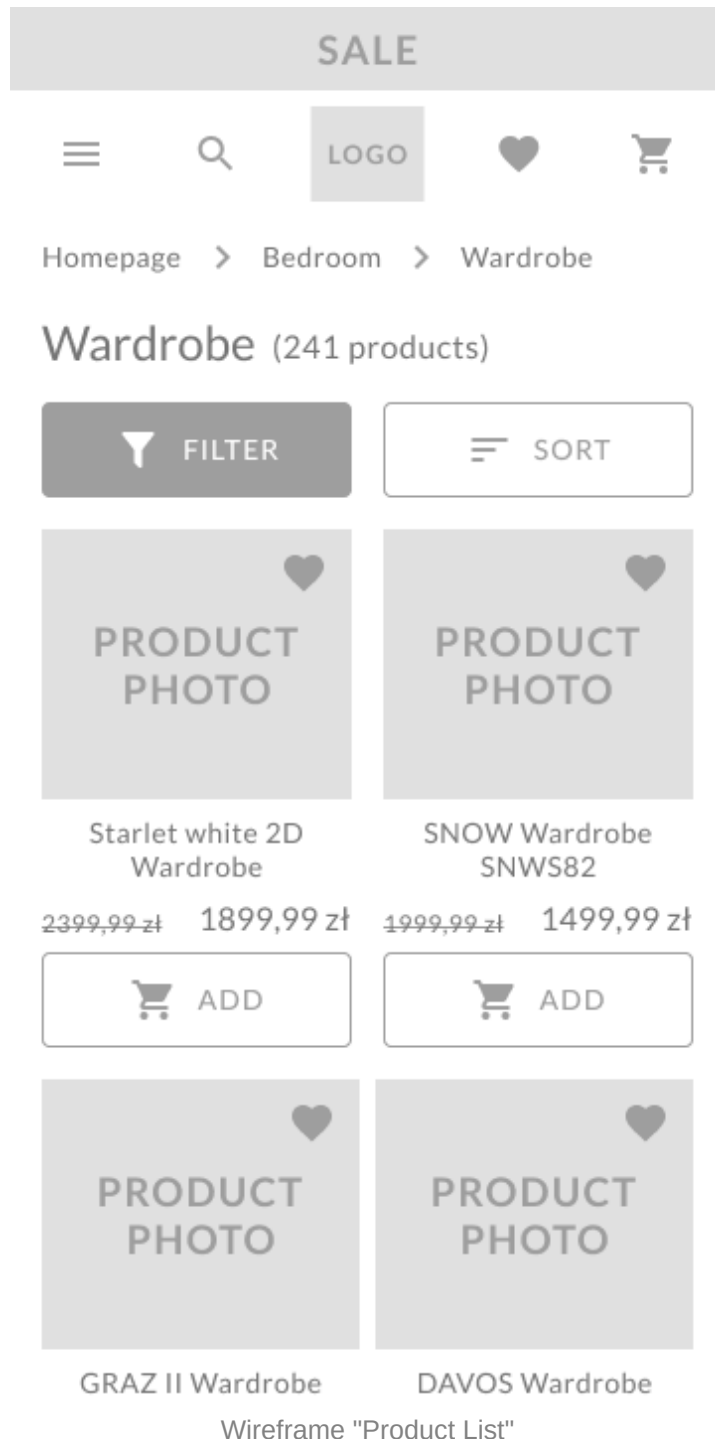 SALE
LOGO
Homepage > Bedroom > Wardrobe
Wardrobe (241 products)
FILTER SORT
PRODUCT PHOTO
PRODUCT PHOTO
Starlet white 2D
Wardrobe
SNOW Wardrobe
SNWS82
2399,99 zł 1899,99 zł
1999,99 zł 1499,99 zł
ADD
ADD
PRODUCT PHOTO
PRODUCT PHOTO
GRAZ II Wardrobe
DAVOS Wardrobe
Wireframe "Product List"